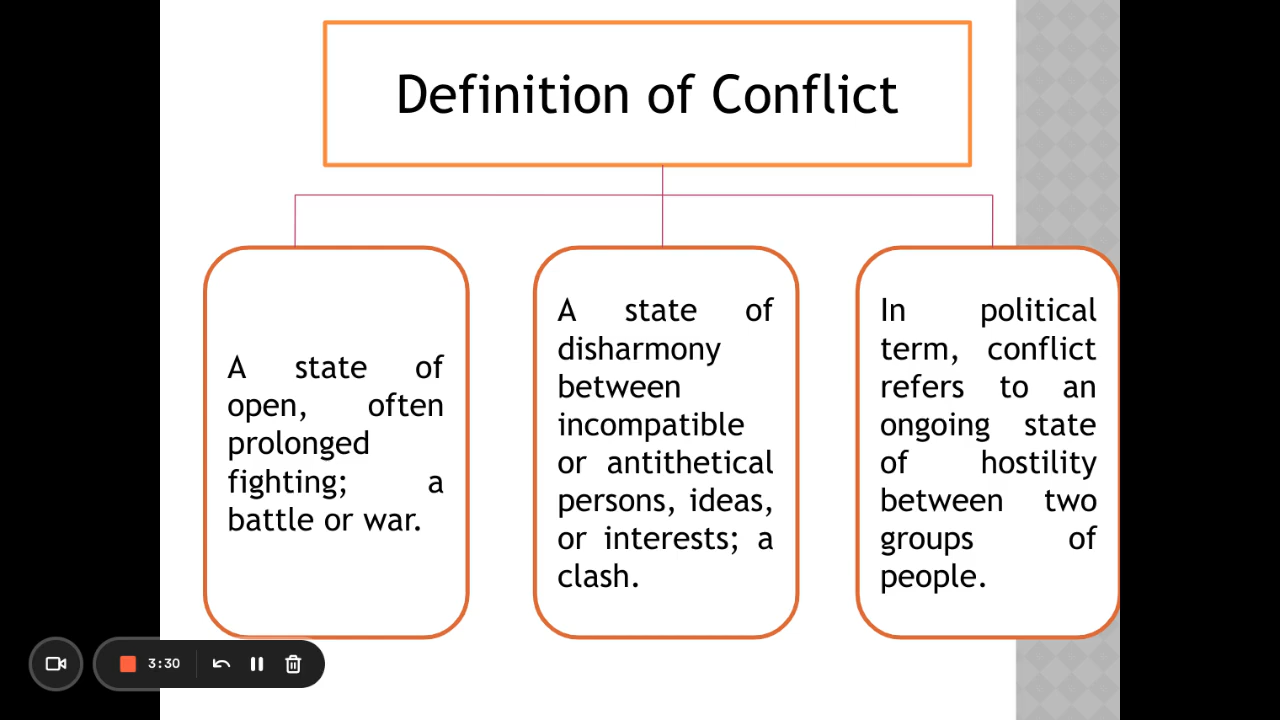 Definition of Conflict
A state of
open, often
prolonged
fighting; a
battle or war.
A state of
disharmony
between
incompatible
or antithetical
persons, ideas,
or interests; a
clash.
In political
term, conflict
refers to an
ongoing state
of hostility
between two
groups of
people.
3:30